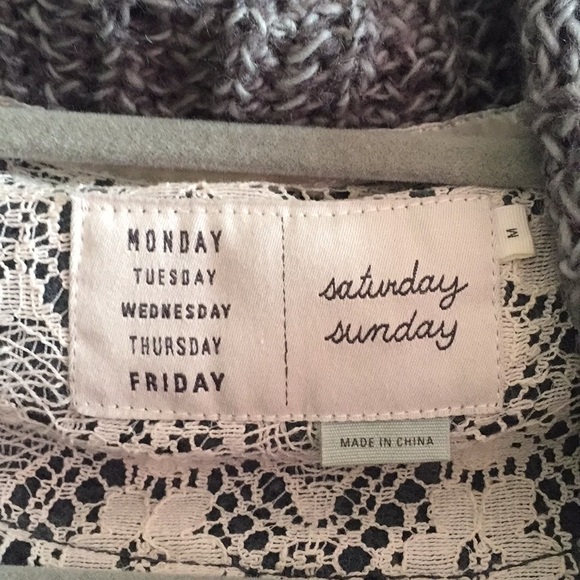 MONDAY
TUESDAY
WEDNESDAY
THURSDAY
FRIDAY
saturday
sunday
M
MADE IN CHINA